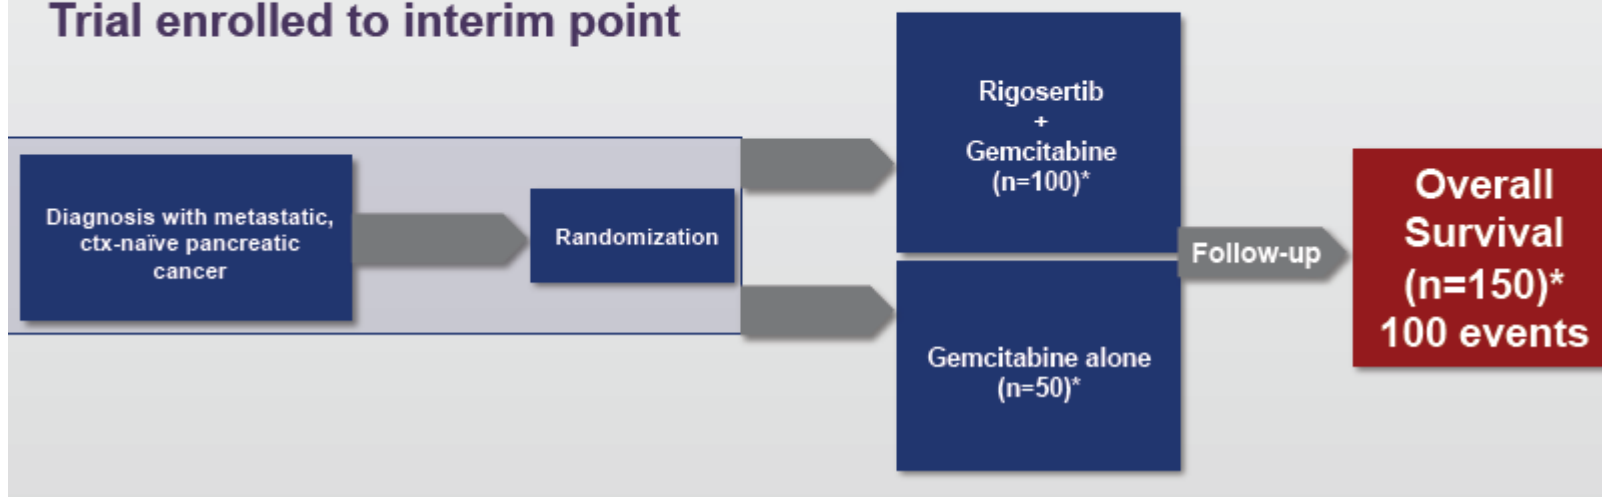 Trial enrolled to interim point
Diagnosis with metastatic,
ctx-naïve pancreatic
cancer
Randomization
Rigosertib
+
Gemcitabine
(n=100)*
Gemcitabine alone
(n=50)*
Follow-up
Overall
Survival
(n=150)*
100 events